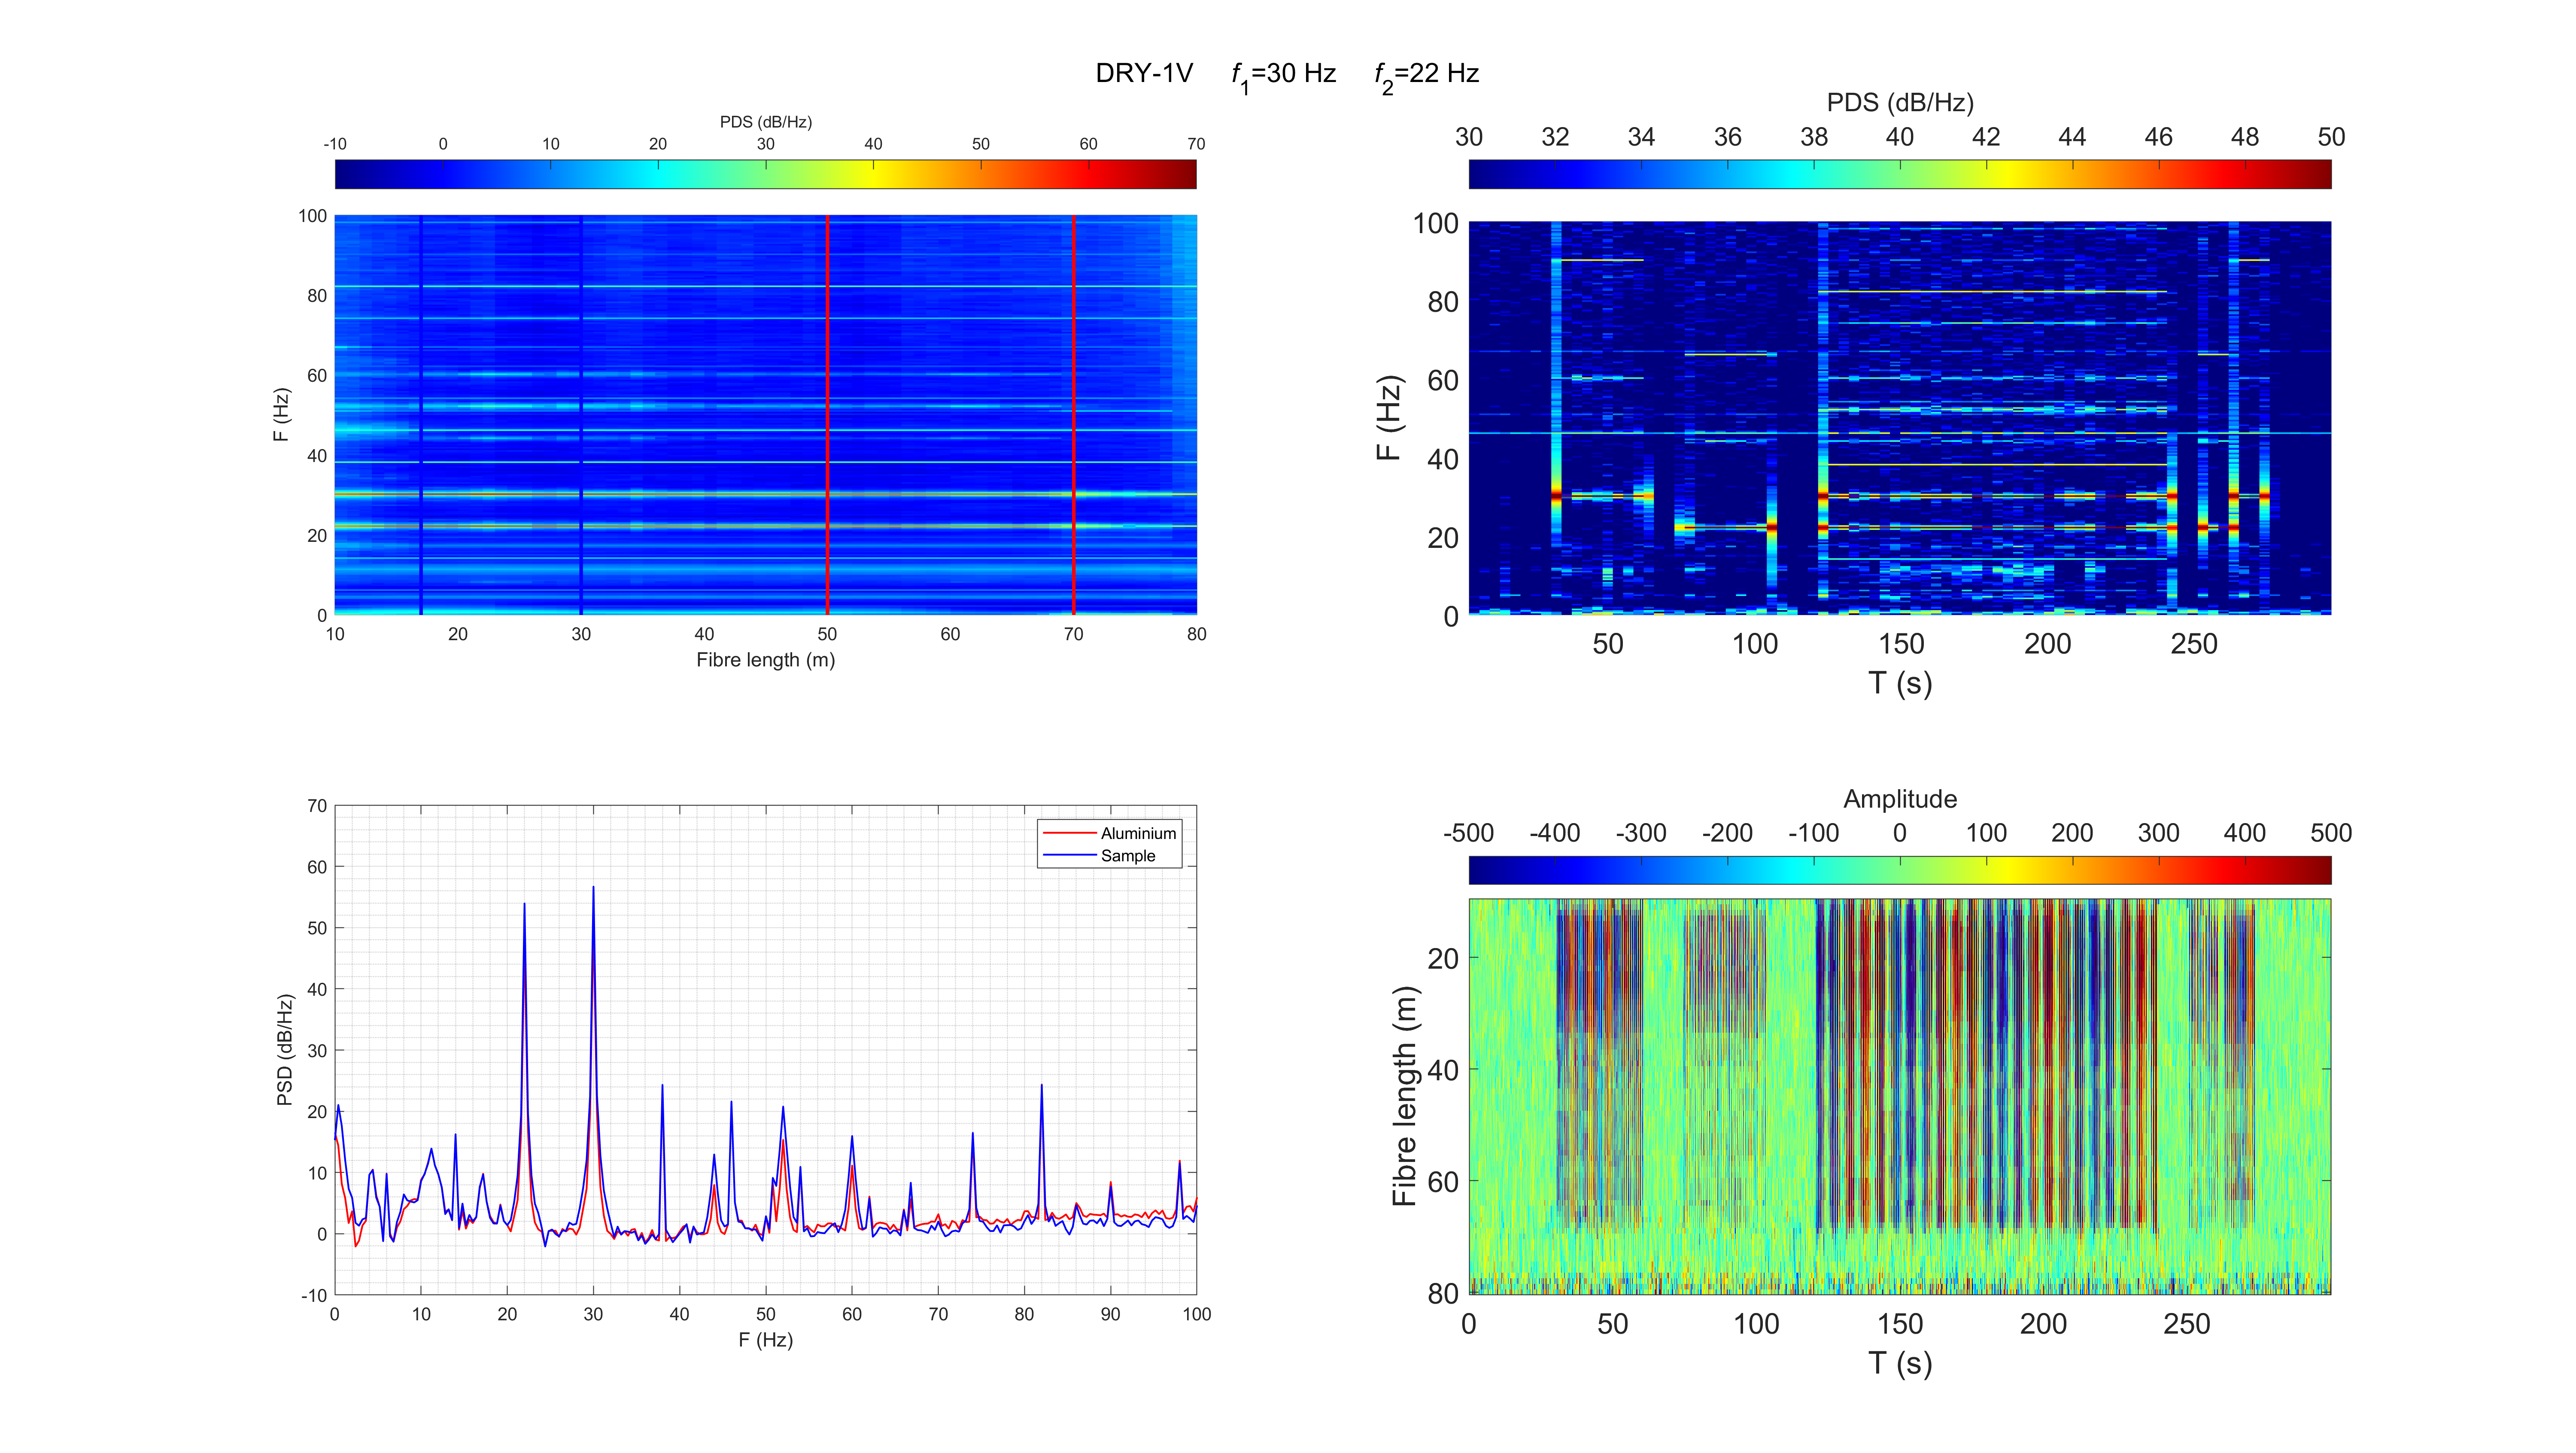 DRY-1V f1=30 Hz f2=22 Hz
PDS (dB/Hz)
-10 0 10 20 30 40 50 60 70
100
80
60
40
20
0
F (Hz)
10 20 30 40 50 60 70 80
Fibre length (m)
PDS (dB/Hz)
30 32 34 36 38 40 42 44 46 48 50
100
80
60
40
20
0
F (Hz)
50 100 150 200 250
T (s)
70
60
50
40
30
20
10
0
-10
PSD (dB/Hz)
Aluminium
Sample
0 10 20 30 40 50 60 70 80 90 100
F (Hz)
Amplitude
-500 -400 -300 -200 -100 0 100 200 300 400 500
20
40
60
80
Fibre length (m)
0 50 100 150 200 250
T (s)